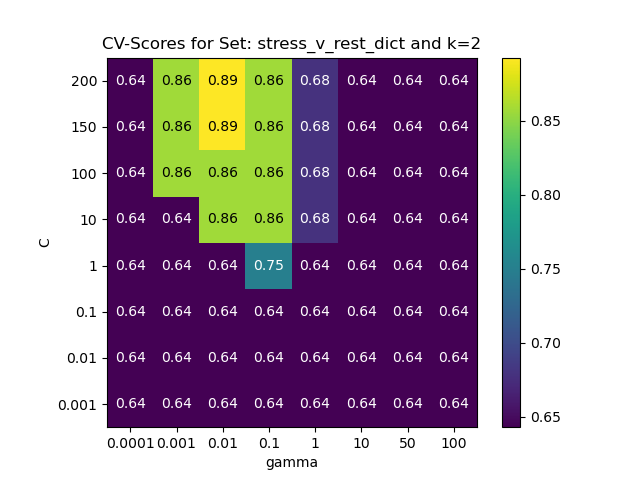 CV-Scores for Set: stress_v_rest_dict and k=2
200 0.64 0.86 0.89 0.86 0.68 0.64 0.64 0.64
150 0.64 0.86 0.89 0.86 0.68 0.64 0.64 0.64
100 0.64 0.86 0.86 0.86 0.68 0.64 0.64 0.64
10 0.64 0.64 0.86 0.86 0.68 0.64 0.64 0.64
1 0.64 0.64 0.64 0.75 0.64 0.64 0.64 0.64
0.1 0.64 0.64 0.64 0.64 0.64 0.64 0.64 0.64
0.01 0.64 0.64 0.64 0.64 0.64 0.64 0.64 0.64
0.001 0.64 0.64 0.64 0.64 0.64 0.64 0.64 0.64
C
0.0001 0.001 0.01 0.1 1 10 50 100
gamma
0.85
0.80
0.75
0.70
0.65